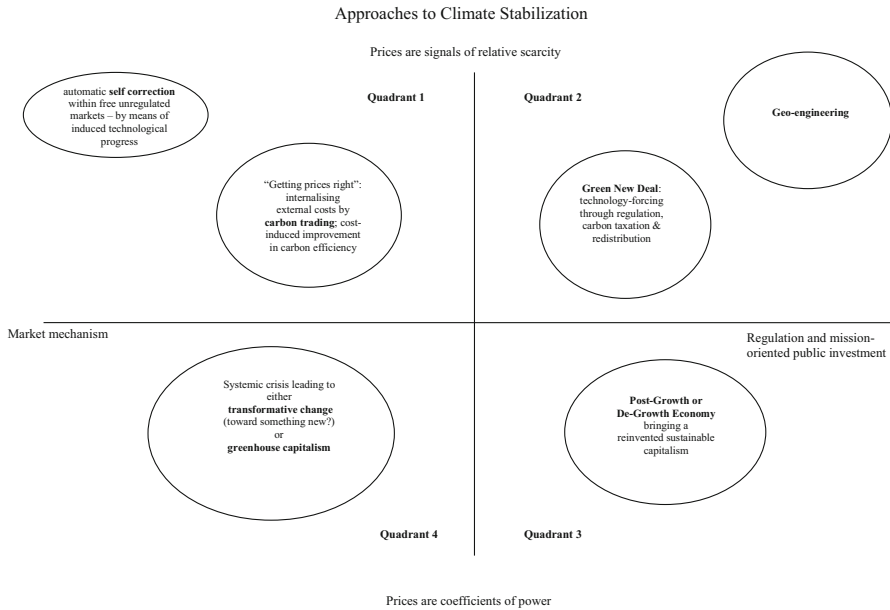 Approaches to Climate Stabilization
Prices are signals of relative scarcity
automatic self correction
within free unregulated
markets – by means of
induced technological
progress
Quadrant 1
Quadrant 2
Geo-engineering
“Getting prices right”:
internalising
external costs by
carbon trading; cost-
induced improvement
in carbon efficiency
Green New Deal:
technology-forcing
through regulation,
carbon taxation &
redistribution
Market mechanism
Regulation and mission-
oriented public investment
Systemic crisis leading to
either
transformative change
(toward something new?)
or
greenhouse capitalism
Post-Growth or
De-Growth Economy
bringing a
reinvented sustainable
capitalism
Quadrant 4
Quadrant 3
Prices are coefficients of power